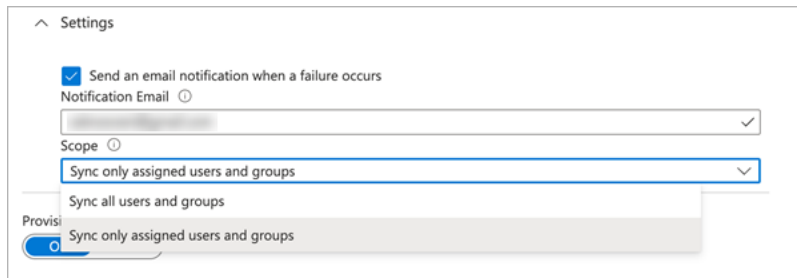 Settings
Send an email notification when a failure occurs
Notification Email
Scope
Sync only assigned users and groups
Sync all users and groups
Sync only assigned users and groups